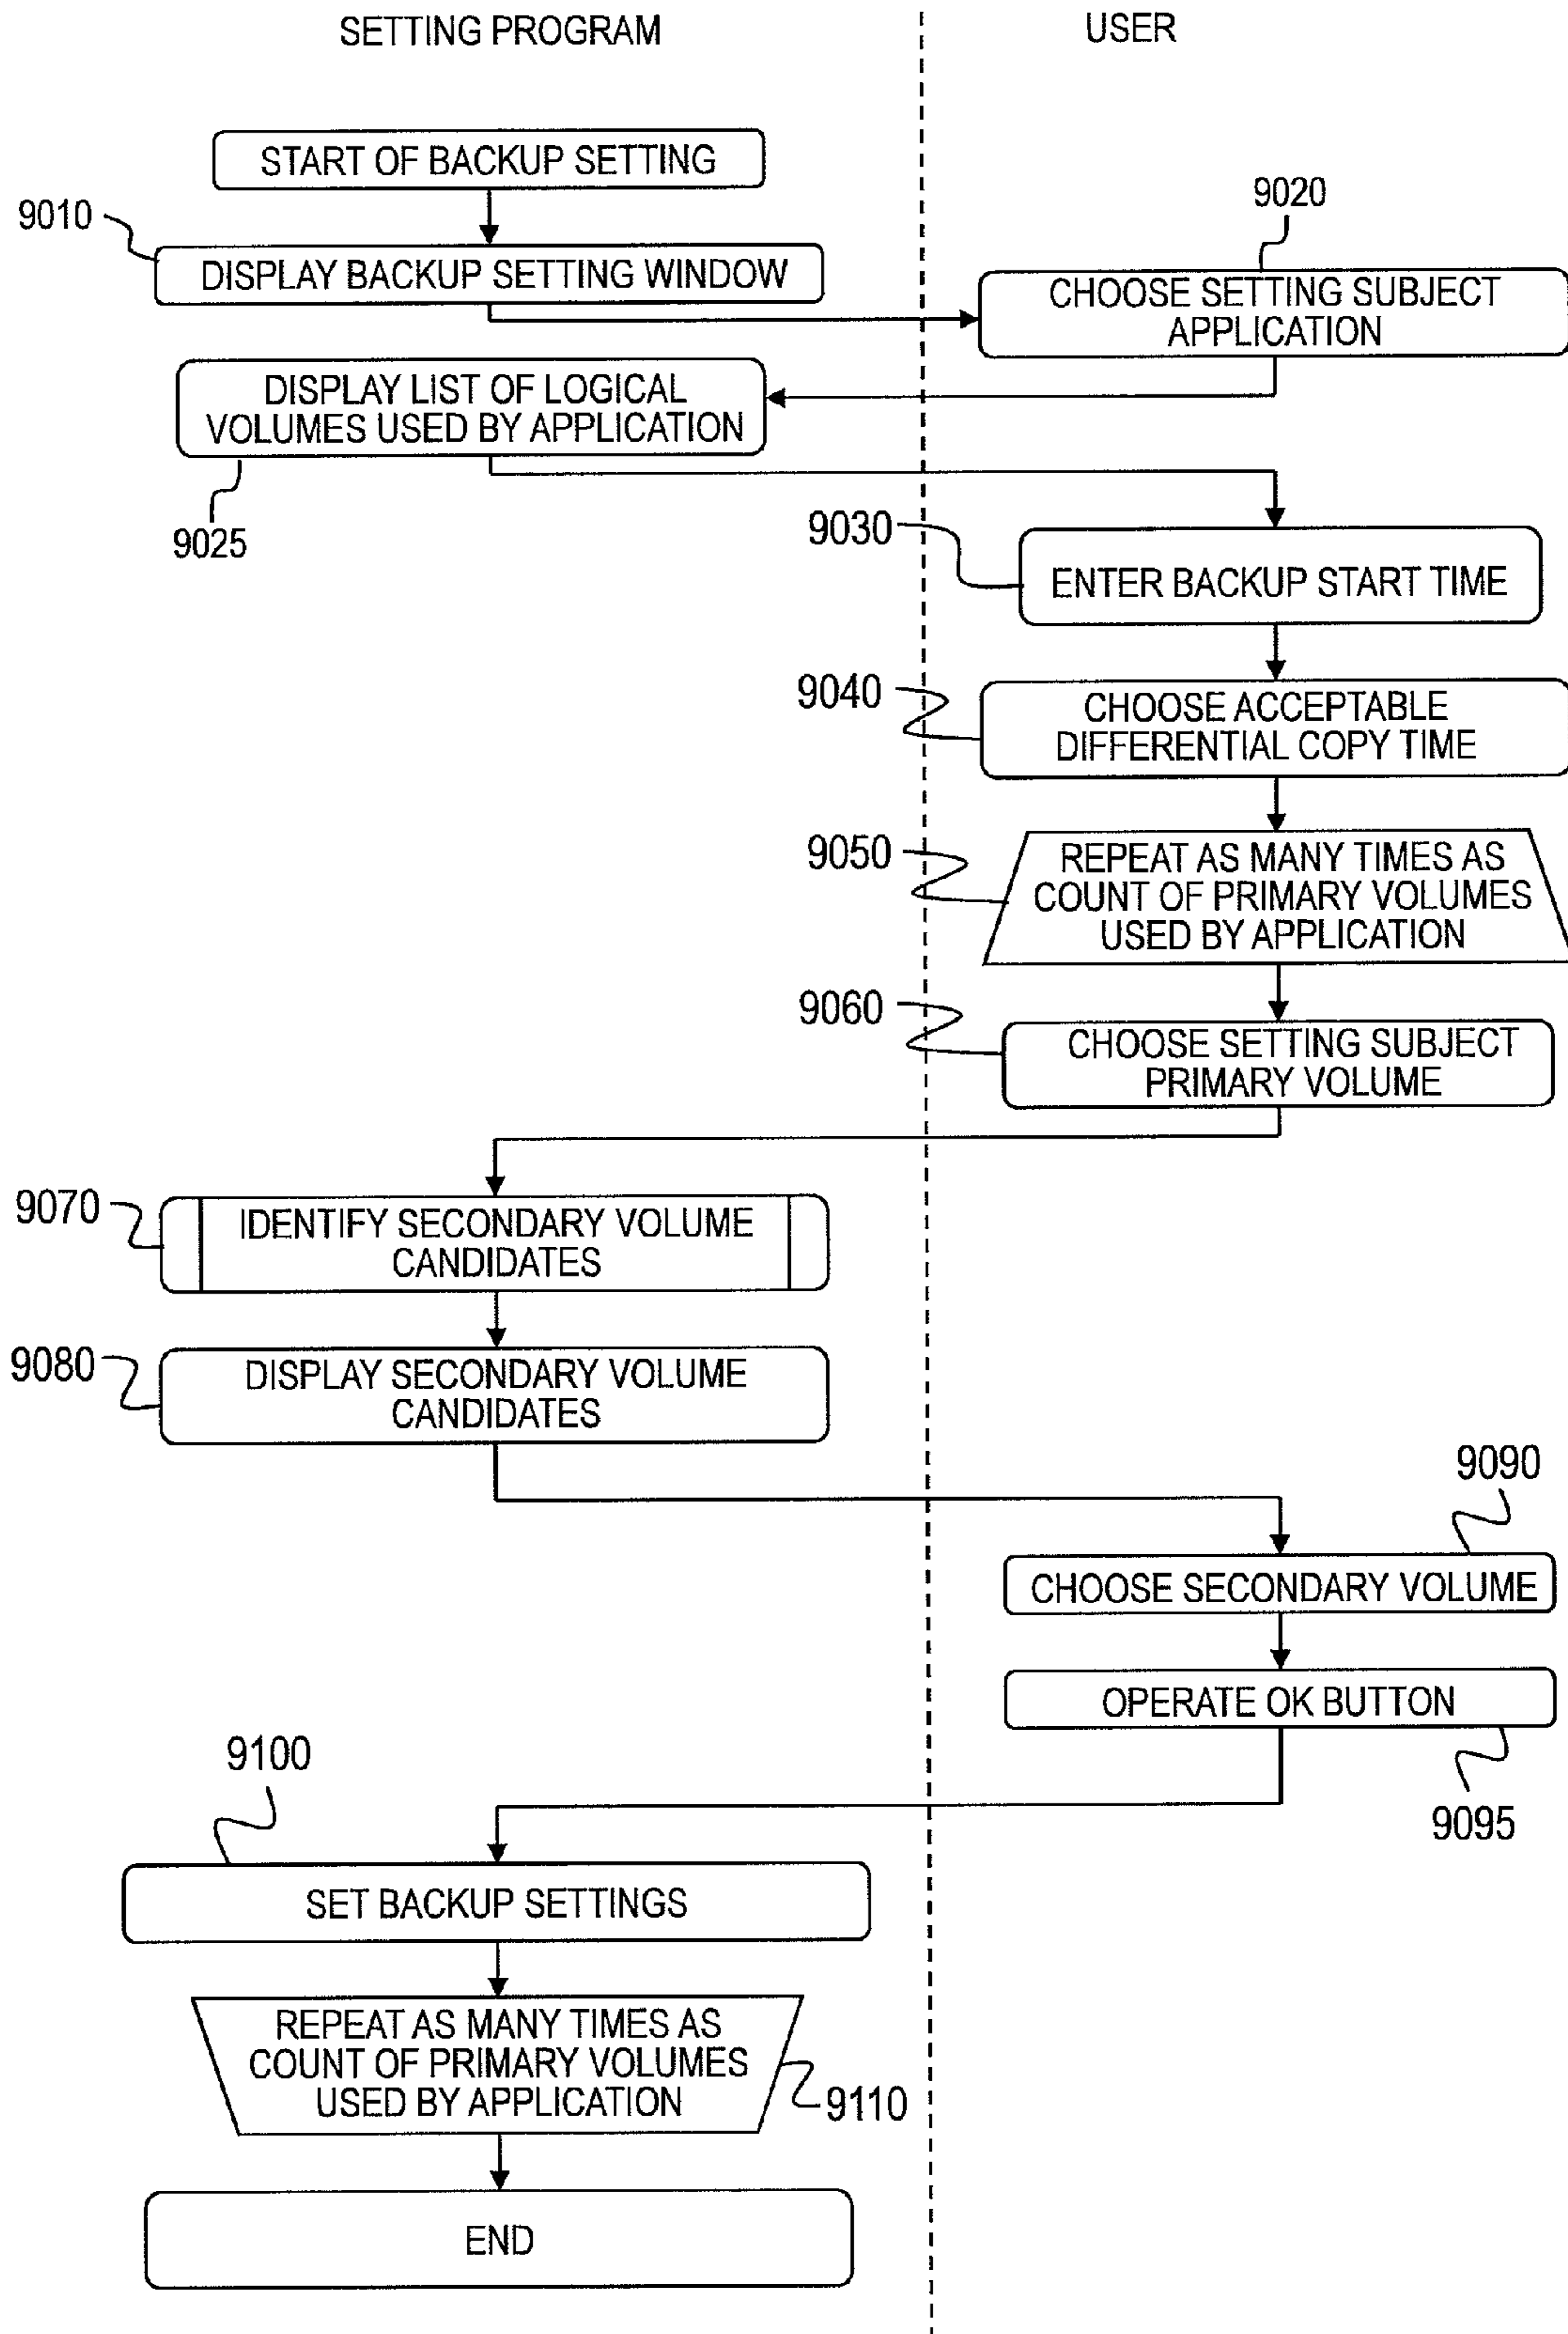 SETTING PROGRAM
USER
START OF BACKUP SETTING
9010
9020
DISPLAY BACKUP SETTING WINDOW
CHOOSE SETTING SUBJECT
APPLICATION
DISPLAY LIST OF LOGICAL
VOLUMES USED BY APPLICATION
9025
9030
ENTER BACKUP START TIME
9040
CHOOSE ACCEPTABLE
DIFFERENTIAL COPY TIME
9050
REPEAT AS MANY TIMES AS
COUNT OF PRIMARY VOLUMES
USED BY APPLICATION
9060
CHOOSE SETTING SUBJECT
PRIMARY VOLUME
9070
IDENTIFY SECONDARY VOLUME
CANDIDATES
9080
DISPLAY SECONDARY VOLUME
CANDIDATES
9090
CHOOSE SECONDARY VOLUME
OPERATE OK BUTTON
9095
9100
SET BACKUP SETTINGS
REPEAT AS MANY TIMES AS
COUNT OF PRIMARY VOLUMES
USED BY APPLICATION
9110
END